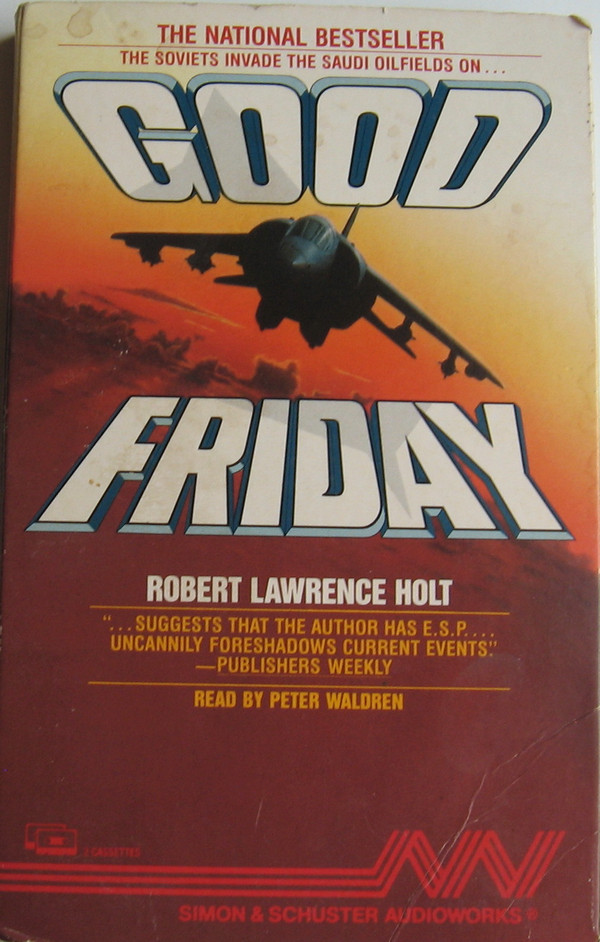 THE NATIONAL BESTSELLER
THE SOVIETS INVADE THE SAUDI OILFIELDS ON...
GOOD
FRIDAY
ROBERT LAWRENCE HOLT
"...SUGGESTS THAT THE AUTHOR HAS E.S.P....
UNCANNILY FORESHADOWS CURRENT EVENTS."
—PUBLISHERS WEEKLY
READ BY PETER WALDREN
2 CASSETTES
SIMON & SCHUSTER AUDIOWORKS®